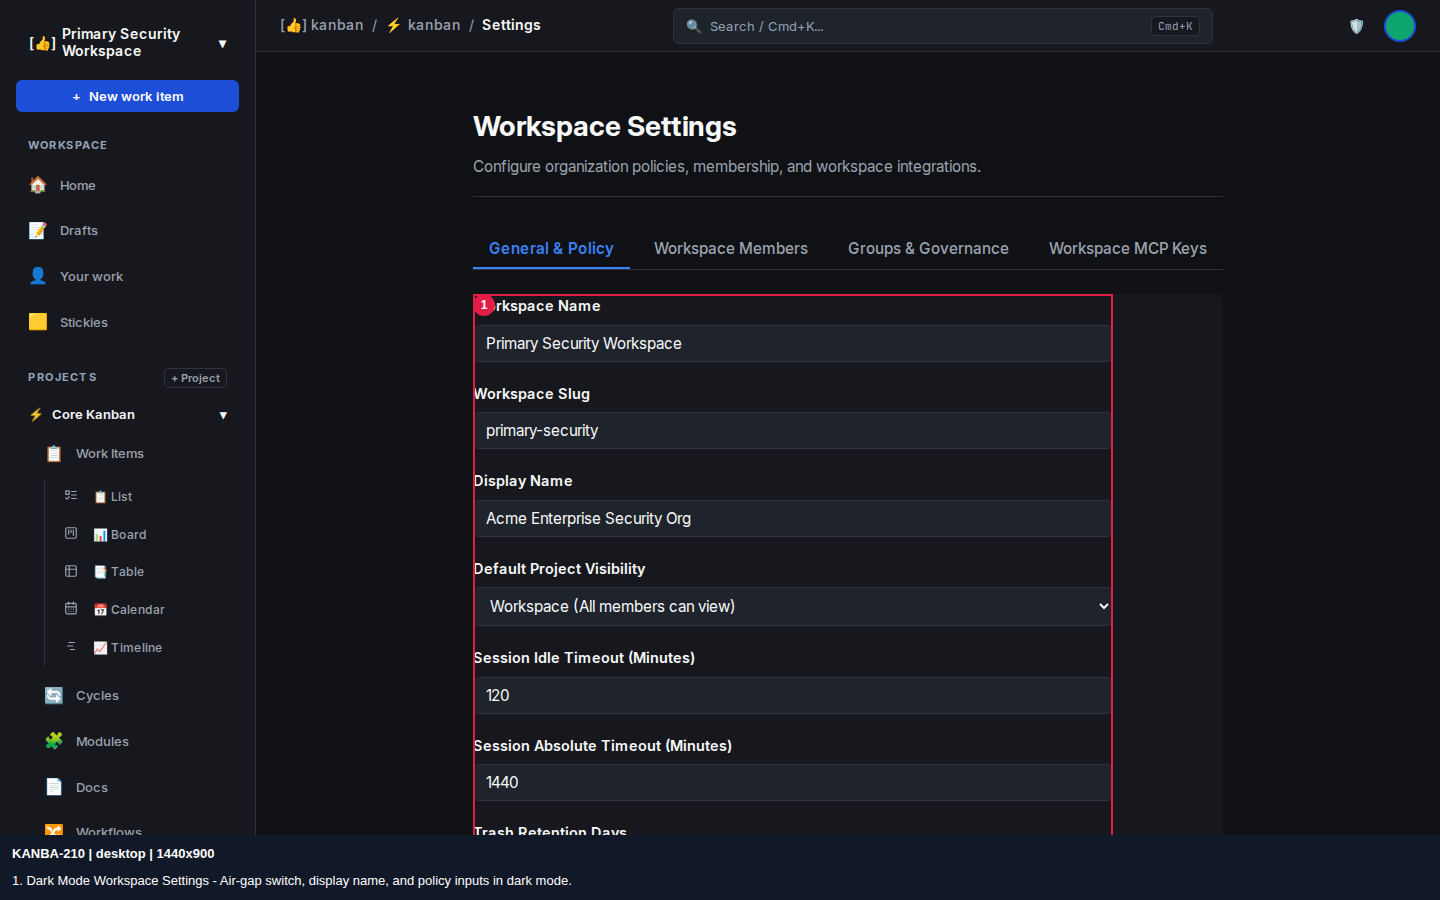 [👍] Primary Security Workspace ▼
+ New work item
WORKSPACE
🏠 Home
📝 Drafts
👤 Your work
🟨 Stickies
PROJECTS + Project
⚡ Core Kanban ▼
📋 Work Items
📋 List
📊 Board
📑 Table
📅 Calendar
📈 Timeline
🔄 Cycles
🧩 Modules
📄 Docs
🔀 Workflows
[👍] kanban / ⚡ kanban / Settings
🔍 Search / Cmd+K... Cmd+K
Workspace Settings
Configure organization policies, membership, and workspace integrations.
General & Policy Workspace Members Groups & Governance Workspace MCP Keys
1 rkspace Name
Primary Security Workspace
Workspace Slug
primary-security
Display Name
Acme Enterprise Security Org
Default Project Visibility
Workspace (All members can view)
Session Idle Timeout (Minutes)
120
Session Absolute Timeout (Minutes)
1440
Trash Retention Days
KANBA-210 | desktop | 1440x900
1. Dark Mode Workspace Settings - Air-gap switch, display name, and policy inputs in dark mode.